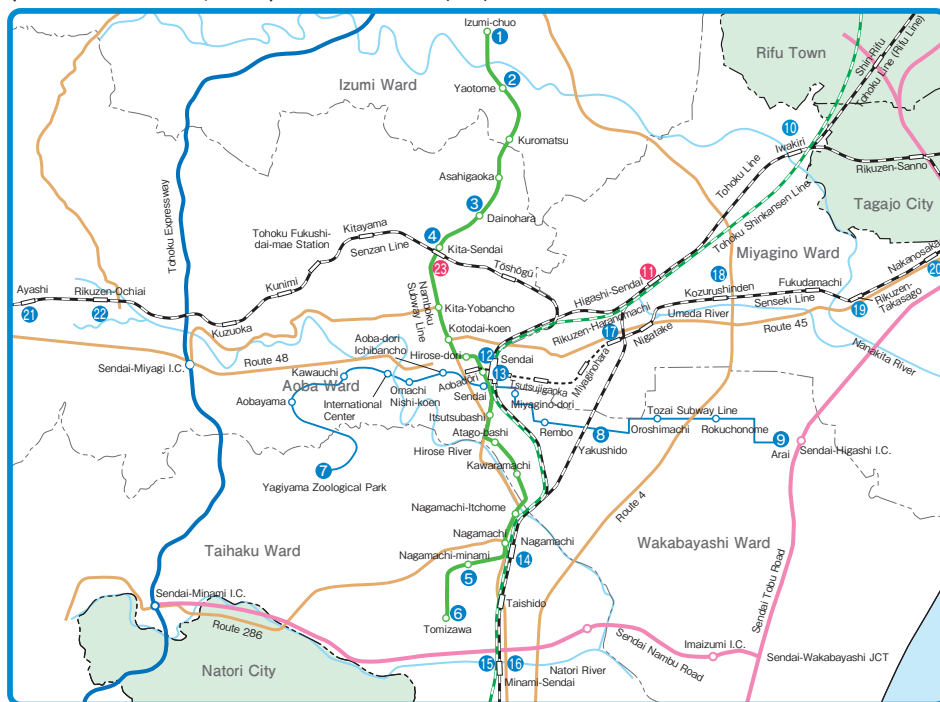 Izumi-chuo
1
Rifu Town
Shin-Rifu
Tohoku Line (Rifu Line)
Izumi Ward
2
Yaotome
10
Iwakiri
Kuromatsu
Tohoku Line
Rikuzen-Sanno
Asahigaoka
Tohoku Expressway
Tohoku Shinkansen Line
Tagajo City
3
Dainohara
Kitayama
Tohoku Fukushi-
dai-mae Station
Senzan Line
4
Kita-Sendai
Miyagino Ward
Nakanosaka
Tōshōgū
23
11
18
20
Kunimi
Higashi-Sendai
Kozurushinden
Fukudamachi
Ayashi
Rikuzen-Ochiai
Namboku
Subway Line
Kita-Yobancho
Senseki Line
Rikuzen-
Takasago
21
22
Umeda River
19
Kuzuoka
Kotodai-koen
Rikuzen-Haranomachi
17
Nigatake
Route 45
Nanakita River
Aoba-dori
Ichibancho
Hirose-dori
12
Sendai
Miyaginohara
Route 48
Sendai-Miyagi I.C.
Kawauchi
Aobadōri
13
Tsutsujigaoka
Aoba Ward
Omachi
Nishi-koen
Sendai
Miyagino-dori
Aobayama
International
Center
Itsutsubashi
Tozai Subway Line
Rembo
8
Oroshimachi
Rokuchonome
9
Atago-bashi
Yakushido
Arai
Hirose River
Sendai-Higashi I.C.
7
Kawaramachi
Yagiyama Zoological Park
Route 4
Nagamachi-Itchome
Nagamachi
Nagamachi
Taihaku Ward
Wakabayashi Ward
Nagamachi-minami
14
5
Sendai-Minami I.C.
Taishido
Sendai Tobu Road
6
Route 286
Tomizawa
Sendai Nambu Road
Imaizumi I.C.
Sendai-Wakabayashi JCT
15
16
Natori City
Natori River
Minami-Sendai